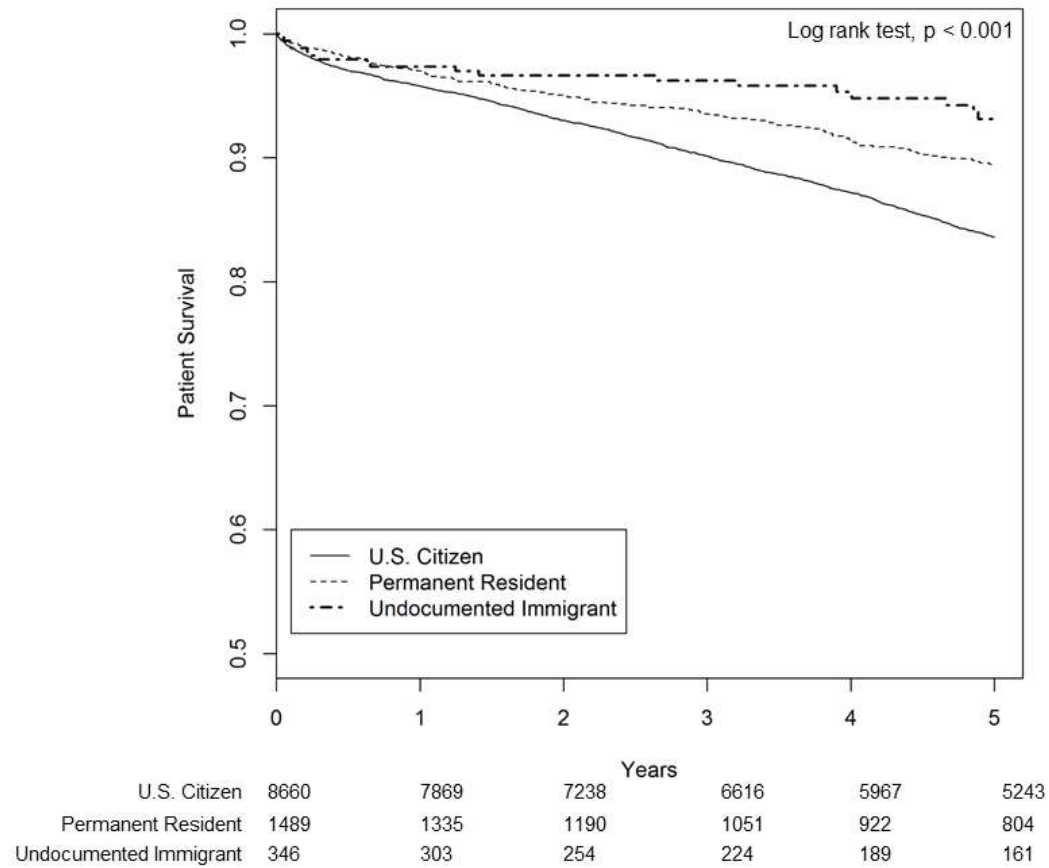 Log rank test, p < 0.001
1.0
0.9
0.8
0.7
0.6
0.5
Patient Survival
U.S. Citizen
Permanent Resident
Undocumented Immigrant
0 1 2 3 4 5
Years
U.S. Citizen 8660 7869 7238 6616 5967 5243
Permanent Resident 1489 1335 1190 1051 922 804
Undocumented Immigrant 346 303 254 224 189 161